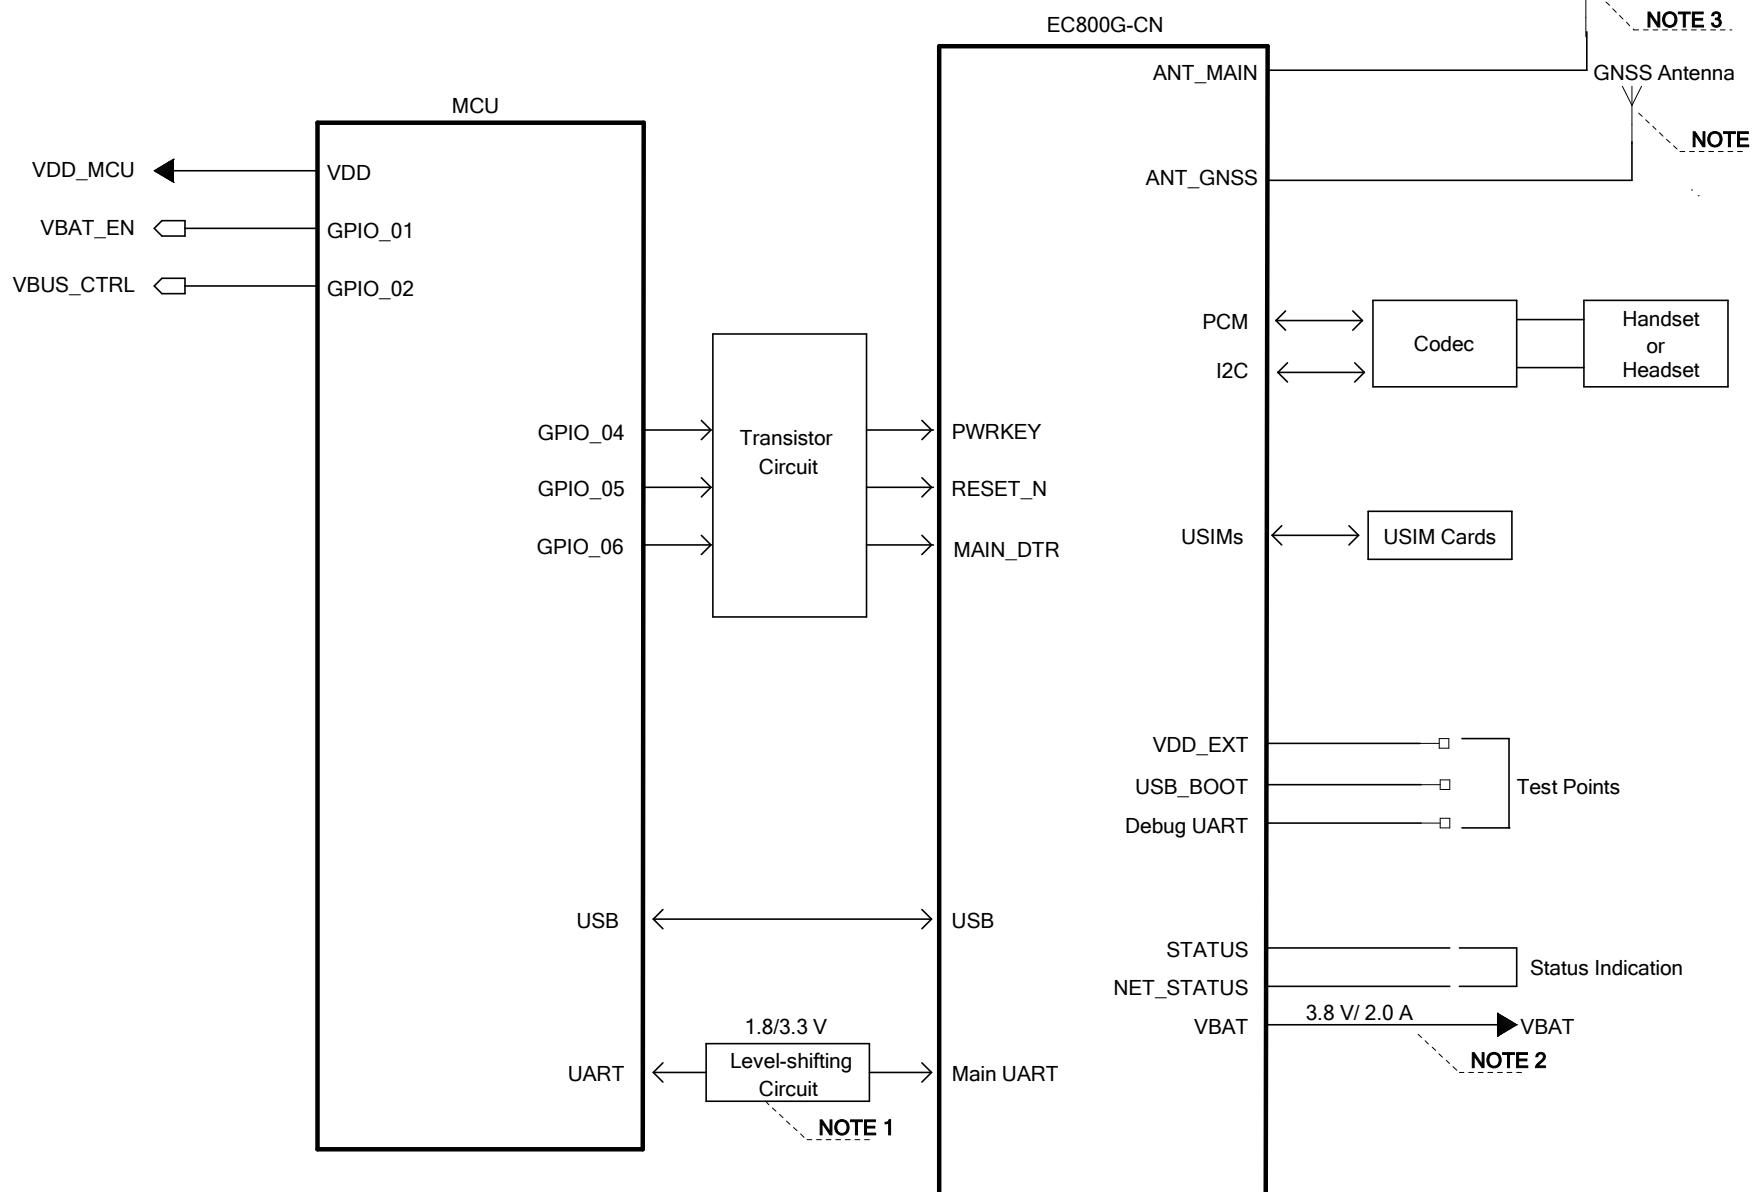 EC800G-CN
NOTE 3
ANT_MAIN
GNSS Antenna
MCU
NOTE
VDD_MCU
VDD
ANT_GNSS
VBAT_EN
GPIO_01
VBUS_CTRL
GPIO_02
PCM
I2C
Codec
Handset
or
Headset
GPIO_04
GPIO_05
GPIO_06
Transistor
Circuit
PWRKEY
RESET_N
MAIN_DTR
USIMs
USIM Cards
VDD_EXT
USB_BOOT
Debug UART
Test Points
USB
USB
STATUS
NET_STATUS
Status Indication
VBAT
3.8 V/ 2.0 A
VBAT
NOTE 2
1.8/3.3 V
UART
Level-shifting
Circuit
Main UART
NOTE 1